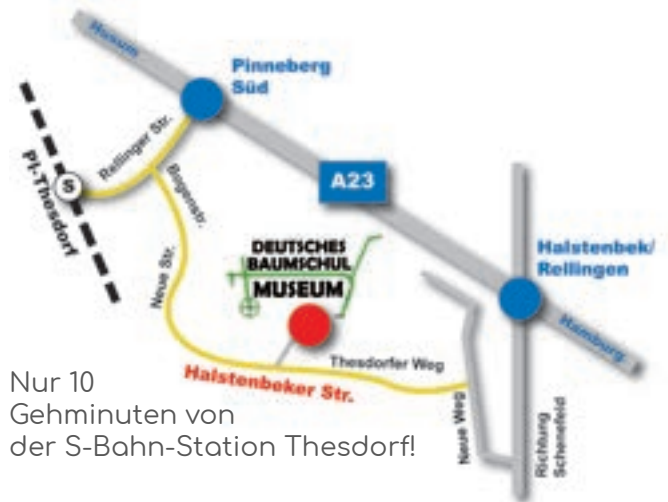 Husum
Pinneberg
Süd
Rellinger Str.
S
PI-Thesdorf
Bogenstr.
A23
Neue Str.
DEUTSCHES
BAUMSCHUL
MUSEUM
Halstenbek/
Rellingen
Hamburg
Thesdorfer Weg
Halstenbeker Str.
Neue Weg
Richtung
Schenefeld
Nur 10
Gehminuten von
der S-Bahn-Station Thesdorf!